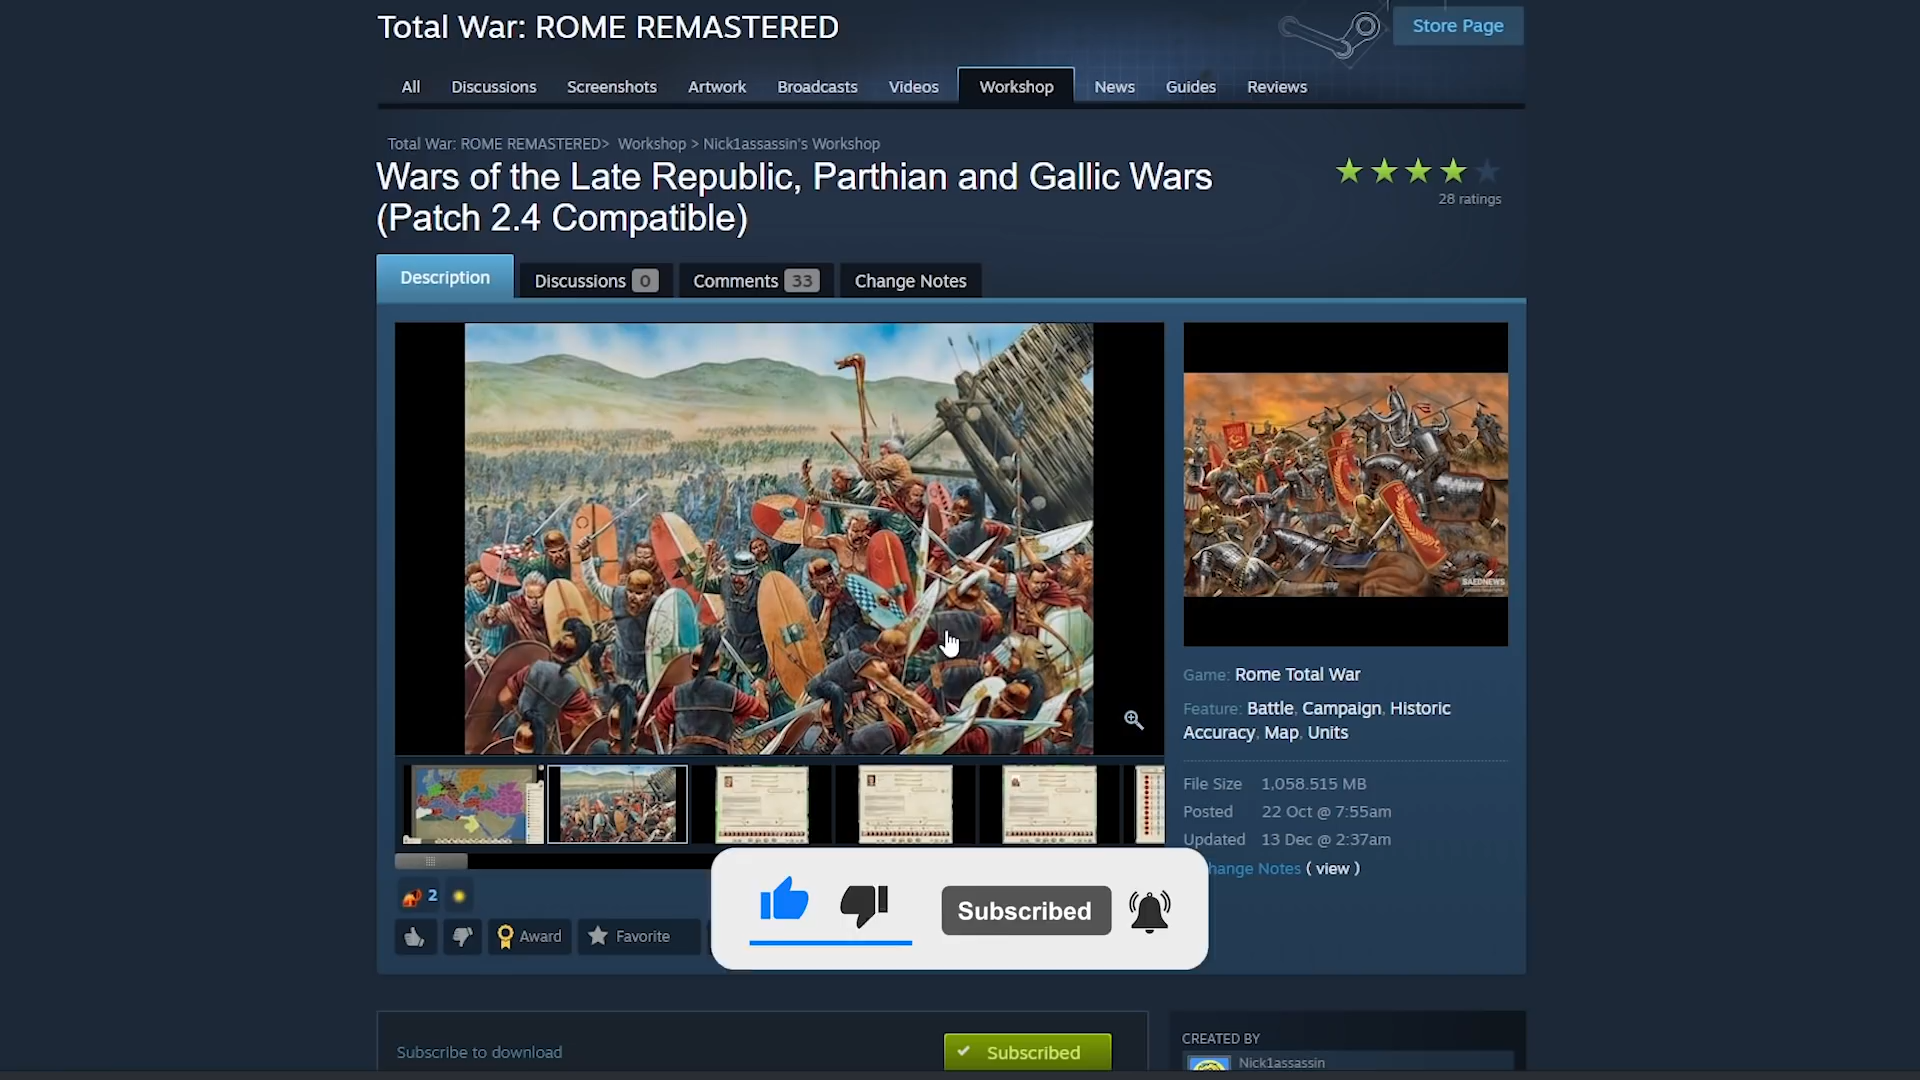 Total War: ROME REMASTERED
Store Page
All
Discussions
Screenshots
Artwork
Broadcasts
Videos
Workshop
News
Guides
Reviews
Total War: ROME REMASTERED> Workshop > Nick1assassin's Workshop
Wars of the Late Republic, Parthian and Gallic Wars
(Patch 2.4 Compatible)
28 ratings
Description
Discussions 0
Comments 33
Change Notes
SAEDNEWS
Game: Rome Total War
Feature: Battle, Campaign, Historic
Accuracy, Map, Units
File Size 1,058.515 MB
Posted 22 Oct @ 7:55am
Updated 13 Dec @ 2:37am
hange Notes ( view )
2
Award
Favorite
Subscribed
Subscribe to download
Subscribed
CREATED BY
Nick1assassin